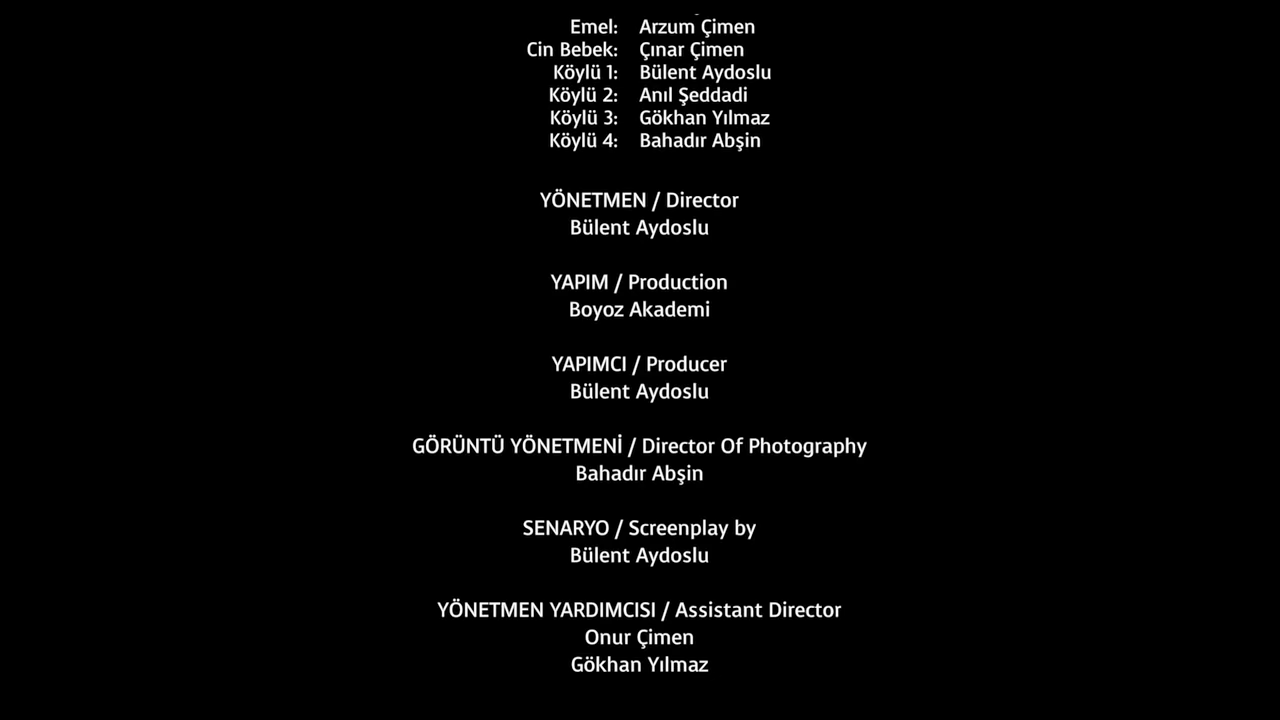 Emel: Arzum Çimen
Cin Bebek: Çınar Çimen
Köylü 1: Bülent Aydoslu
Köylü 2: Anıl Şeddadi
Köylü 3: Gökhan Yılmaz
Köylü 4: Bahadır Abşin
YÖNETMEN / Director
Bülent Aydoslu
YAPIM / Production
Boyoz Akademi
YAPIMCI / Producer
Bülent Aydoslu
GÖRÜNTÜ YÖNETMENİ / Director Of Photography
Bahadır Abşin
SENARYO / Screenplay by
Bülent Aydoslu
YÖNETMEN YARDIMCISI / Assistant Director
Onur Çimen
Gökhan Yılmaz